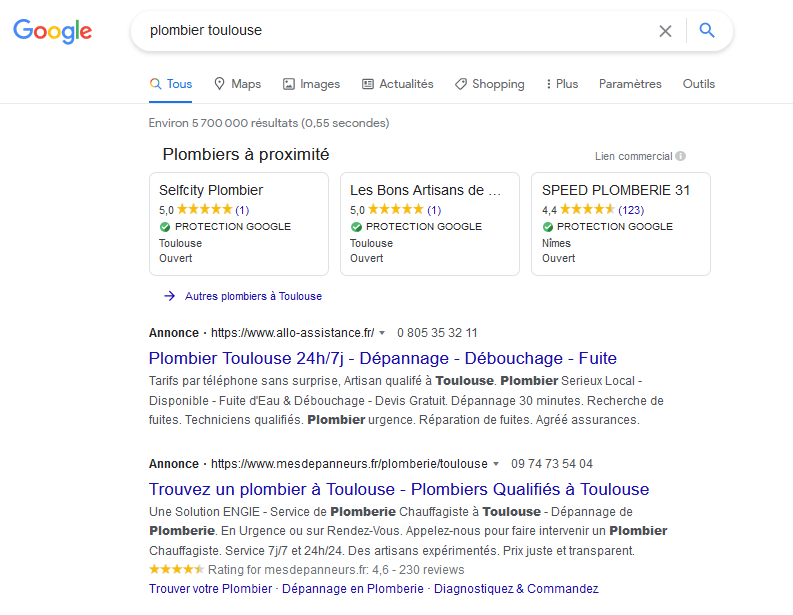 Google
plombier toulouse
Tous Maps Images Actualités Shopping Plus Paramètres Outils
Environ 5 700 000 résultats (0,55 secondes)
Plombiers à proximité
Lien commercial
Selfcity Plombier
5,0 (1)
PROTECTION GOOGLE
Toulouse
Ouvert
Les Bons Artisans de …
5,0 (1)
PROTECTION GOOGLE
Toulouse
Ouvert
SPEED PLOMBERIE 31
4,4 (123)
PROTECTION GOOGLE
Nîmes
Ouvert
Autres plombiers à Toulouse
Annonce · https://www.allo-assistance.fr/ 0 805 35 32 11
Plombier Toulouse 24h/7j - Dépannage - Débouchage - Fuite
Tarifs par téléphone sans surprise, Artisan qualifé à Toulouse. Plombier Serieux Local -
Disponible - Fuite d'Eau & Débouchage - Devis Gratuit. Dépannage 30 minutes. Recherche de
fuites. Techniciens qualifiés. Plombier urgence. Réparation de fuites. Agréé assurances.
Annonce · https://www.mesdepanneurs.fr/plomberie/toulouse 09 74 73 54 04
Trouvez un plombier à Toulouse - Plombiers Qualifiés à Toulouse
Une Solution ENGIE - Service de Plomberie Chauffagiste à Toulouse - Dépannage de
Plomberie. En Urgence ou sur Rendez-Vous. Appelez-nous pour faire intervenir un Plombier
Chauffagiste. Service 7j/7 et 24h/24. Des artisans expérimentés. Prix juste et transparent.
Rating for mesdepanneurs.fr: 4,6 - 230 reviews
Trouver votre Plombier · Dépannage en Plomberie · Diagnostiquez & Commandez